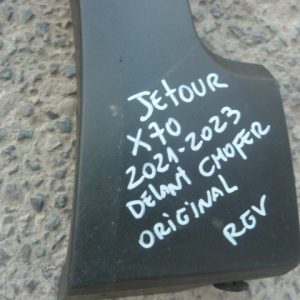 JETOUR
X70
2021-2023
DELANT CHOFER
ORIGINAL
RGV